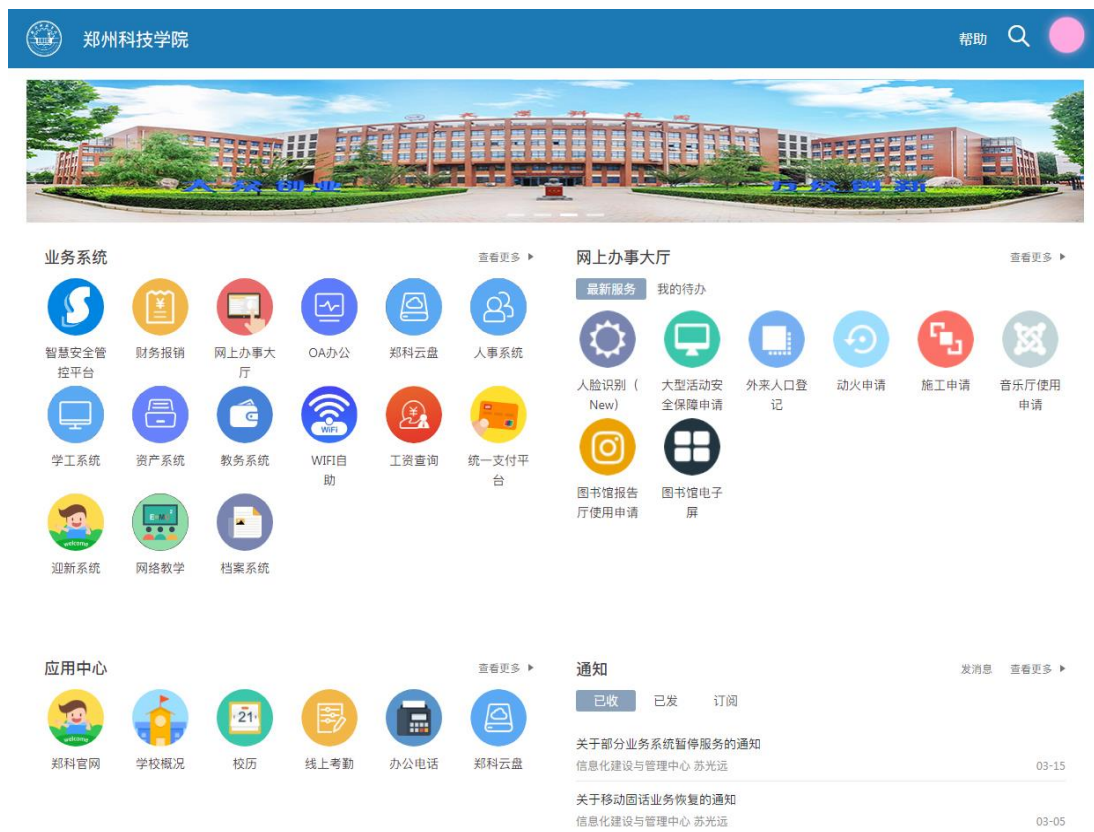 郑州科技学院
帮助
大众创业
万众创新
业务系统
查看更多
智慧安全管
控平台
财务报销
网上办事大
厅
OA办公
郑科云盘
人事系统
WiFi
学工系统
资产系统
教务系统
WIFI自
助
工资查询
统一支付平
台
welcome
迎新系统
网络教学
档案系统
网上办事大厅
查看更多
最新服务
我的待办
人脸识别（
New)
大型活动安
全保障申请
外来人口登
记
动火申请
施工申请
音乐厅使用
申请
图书馆报告
厅使用申请
图书馆电子
屏
应用中心
查看更多
welcome
21
郑科官网
学校概况
校历
线上考勤
办公电话
郑科云盘
通知
发消息
查看更多
已收
已发
订阅
关于部分业务系统暂停服务的通知
信息化建设与管理中心 苏光远
03-15
关于移动固话业务恢复的通知
信息化建设与管理中心 苏光远
03-05